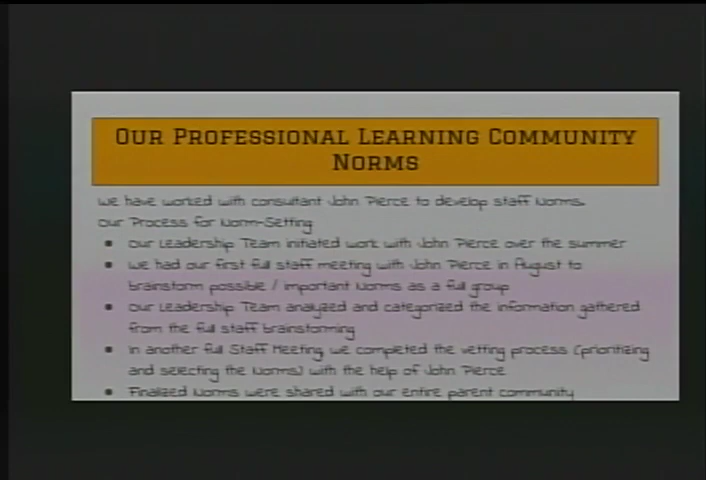 Our Professional Learning Community
Norms
We have worked with consultant John Pierce to develop staff Norms.
Our Process for Norm-Setting
• Our Leadership Team initiated work with John Pierce over the summer
• We had our first full staff meeting with John Pierce in August to
brainstorm possible / important Norms as a full group
• Our Leadership Team analyzed and categorized the information gathered
from the full staff brainstorming
• In another full Staff Meeting, we completed the vetting process (prioritizing
and selecting the Norms) with the help of John Pierce
• Finalized Norms were shared with our entire parent community